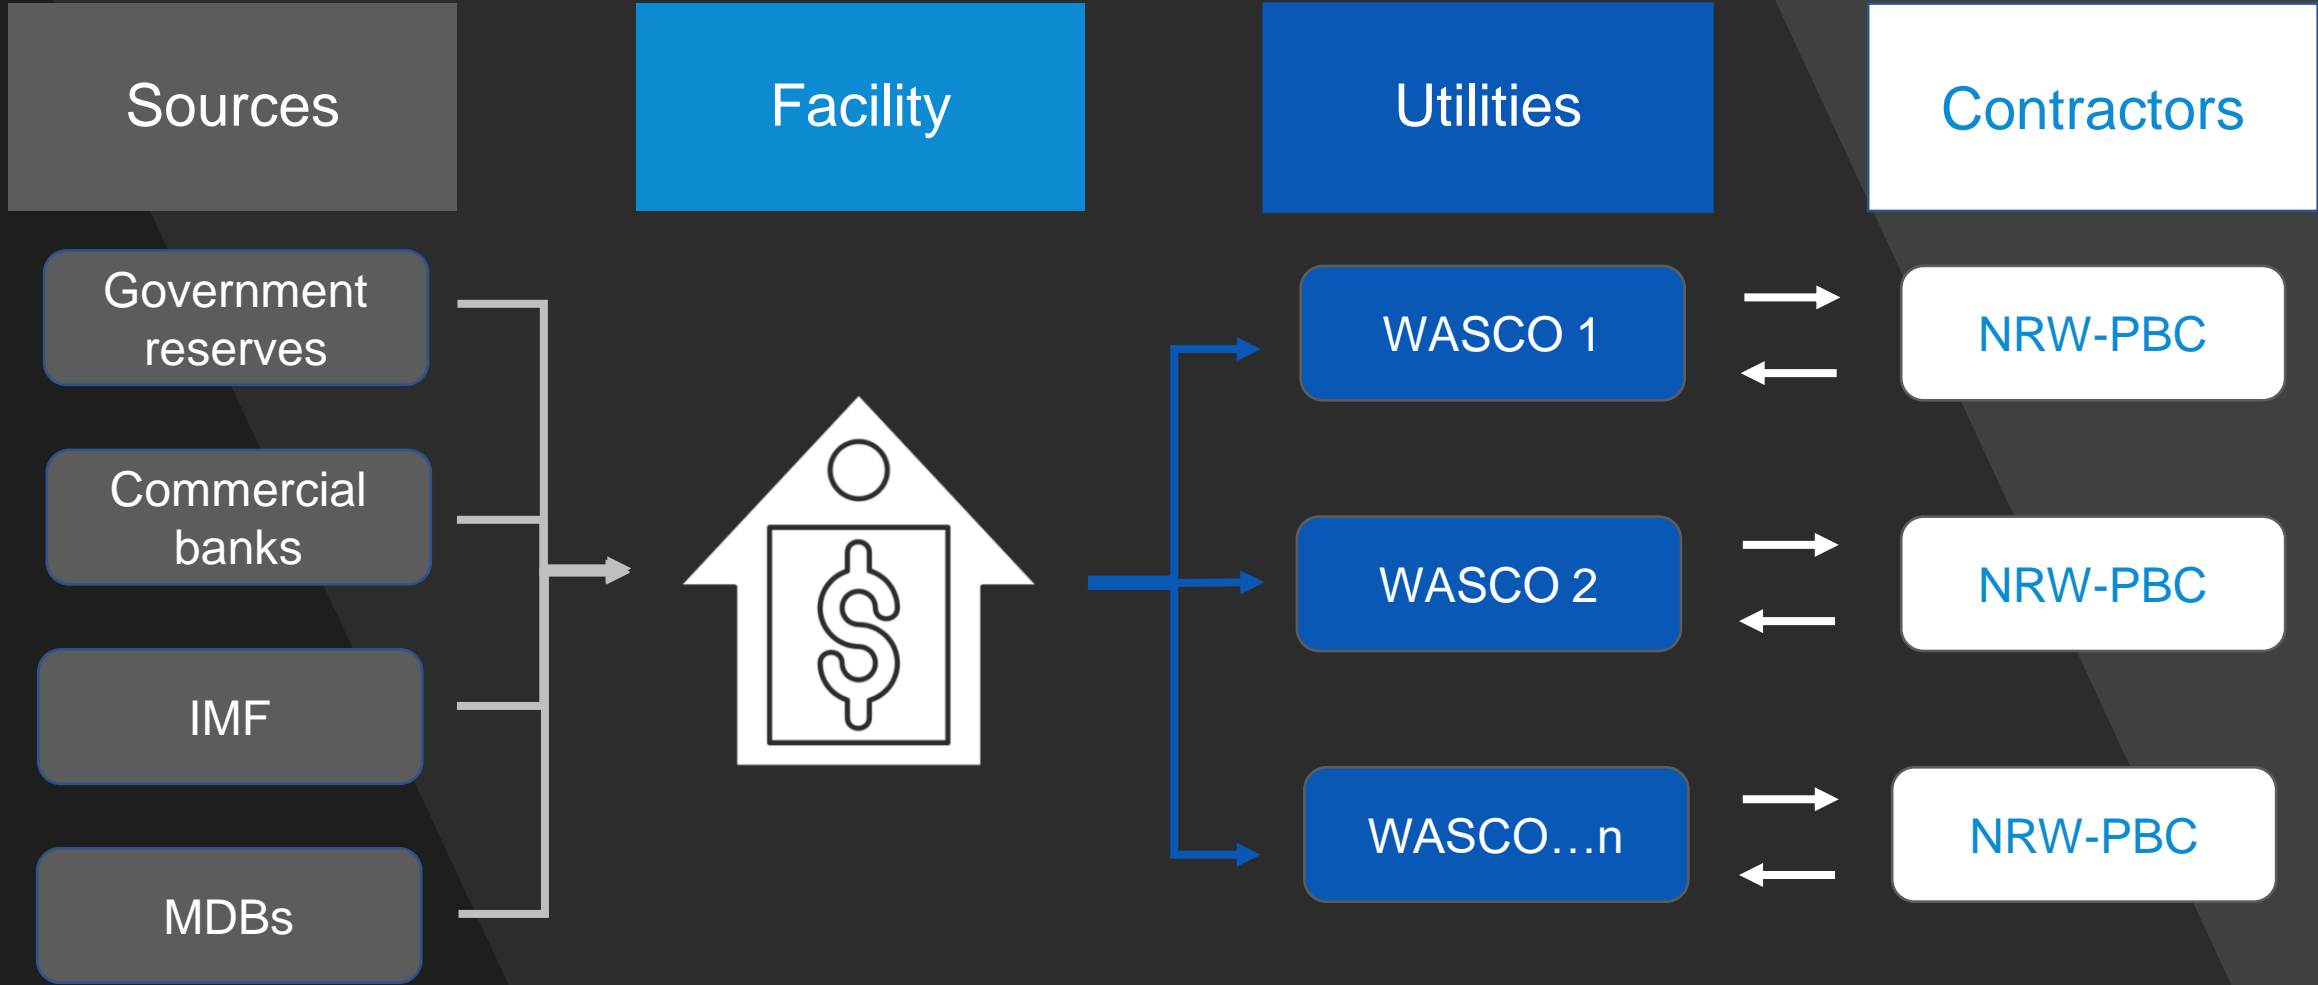 Sources
Facility
Utilities
Contractors
Government
reserves
Commercial
banks
IMF
MDBs
$
WASCO 1
WASCO 2
WASCO...n
NRW-PBC
NRW-PBC
NRW-PBC